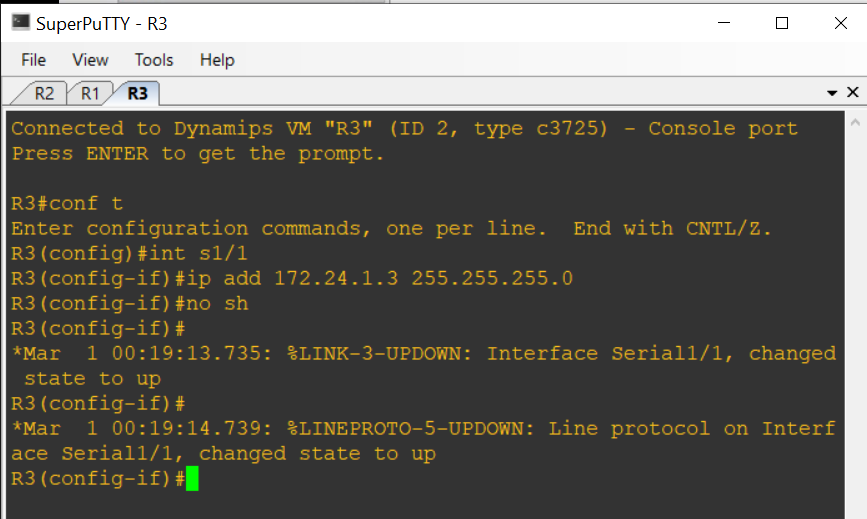 SuperPuTTY - R3
File View Tools Help
R2 R1 R3
Connected to Dynamips VM "R3" (ID 2, type c3725) - Console port
Press ENTER to get the prompt.
R3#conf t
Enter configuration commands, one per line.  End with CNTL/Z.
R3(config)#int s1/1
R3(config-if)#ip add 172.24.1.3 255.255.255.0
R3(config-if)#no sh
R3(config-if)#
*Mar  1 00:19:13.735: %LINK-3-UPDOWN: Interface Serial1/1, changed
 state to up
R3(config-if)#
*Mar  1 00:19:14.739: %LINEPROTO-5-UPDOWN: Line protocol on Interf
ace Serial1/1, changed state to up
R3(config-if)#